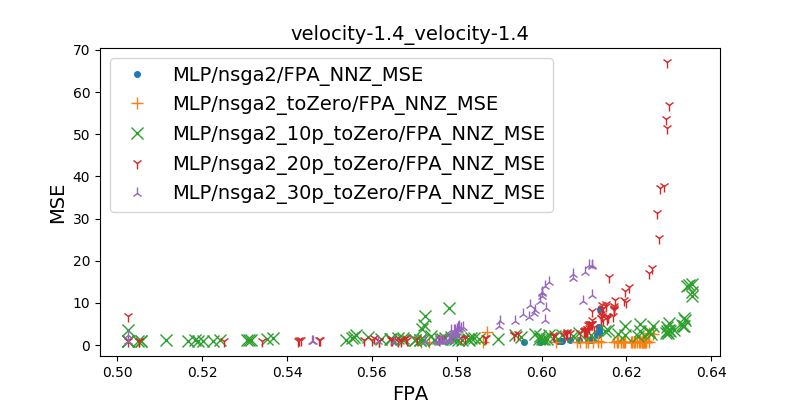 velocity-1.4_velocity-1.4
70
60
50
40
30
20
10
0
MSE
MLP/nsga2/FPA_NNZ_MSE
MLP/nsga2_toZero/FPA_NNZ_MSE
MLP/nsga2_10p_toZero/FPA_NNZ_MSE
MLP/nsga2_20p_toZero/FPA_NNZ_MSE
MLP/nsga2_30p_toZero/FPA_NNZ_MSE
0.50 0.52 0.54 0.56 0.58 0.60 0.62 0.64
FPA